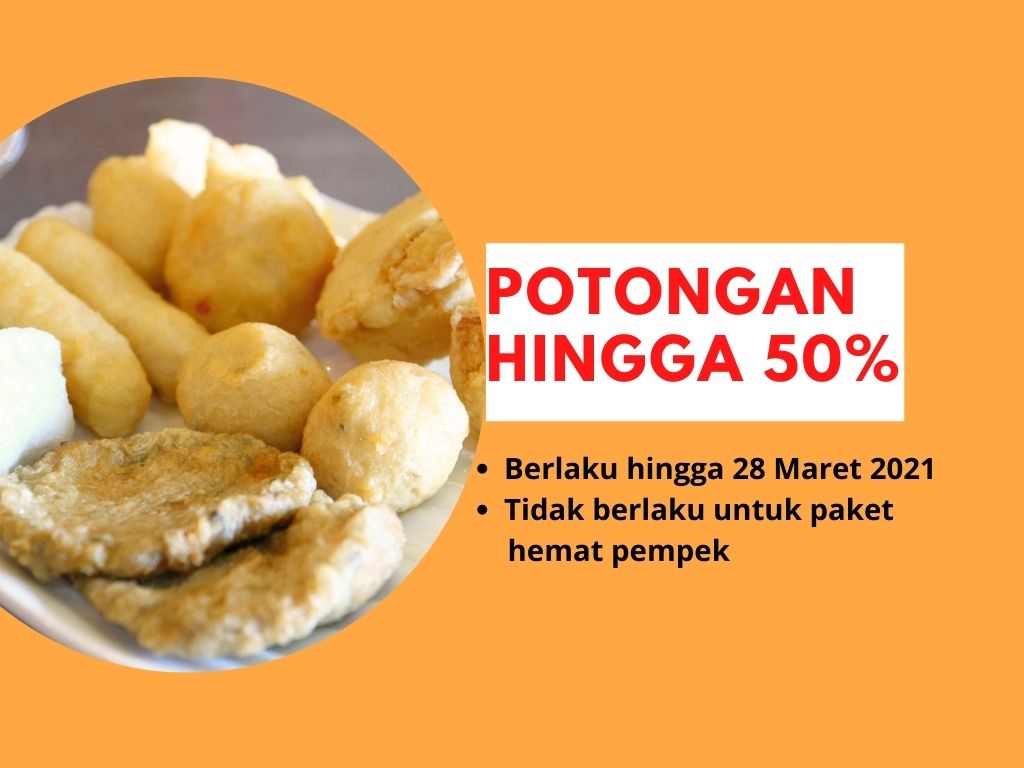 POTONGAN
HINGGA 50%
• Berlaku hingga 28 Maret 2021
• Tidak berlaku untuk paket
hemat pempek